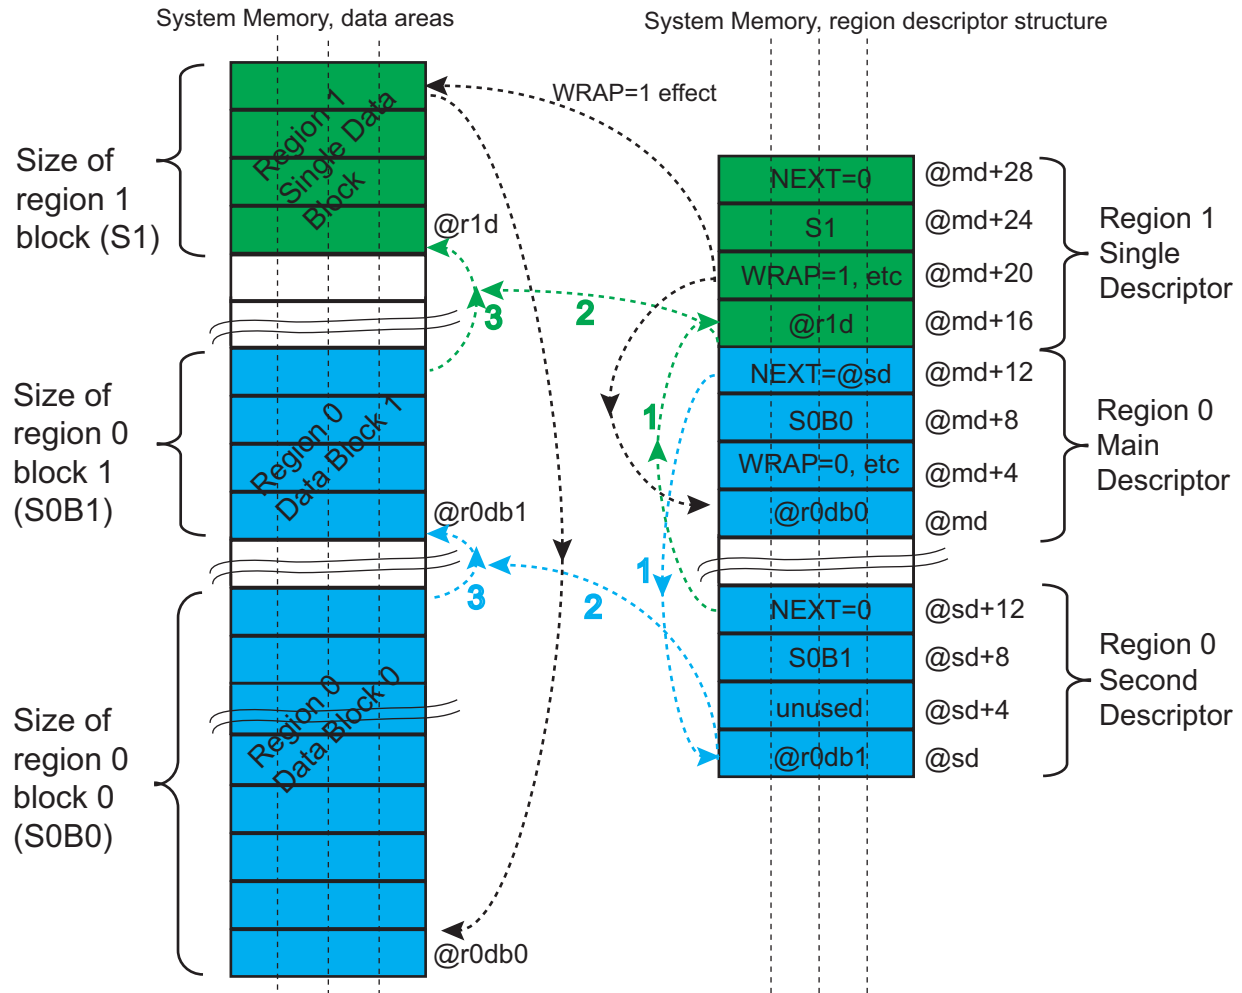 System Memory, data areas
System Memory, region descriptor structure
WRAP=1 effect
Size of
region 1
block (S1)
Region 1
Single Data
Block
@r1d
3
2
1
Size of
region 0
block 1
(S0B1)
Region 0
Data Block 1
@r0db1
3
2
1
Size of
region 0
block 0
(S0B0)
Region 0
Data Block 0
@r0db0
NEXT=0
@md+28
S1
@md+24
WRAP=1, etc
@md+20
@r1d
@md+16
Region 1
Single
Descriptor
NEXT=@sd
@md+12
S0B0
@md+8
WRAP=0, etc
@md+4
@r0db0
@md
Region 0
Main
Descriptor
NEXT=0
@sd+12
S0B1
@sd+8
unused
@sd+4
@r0db1
@sd
Region 0
Second
Descriptor